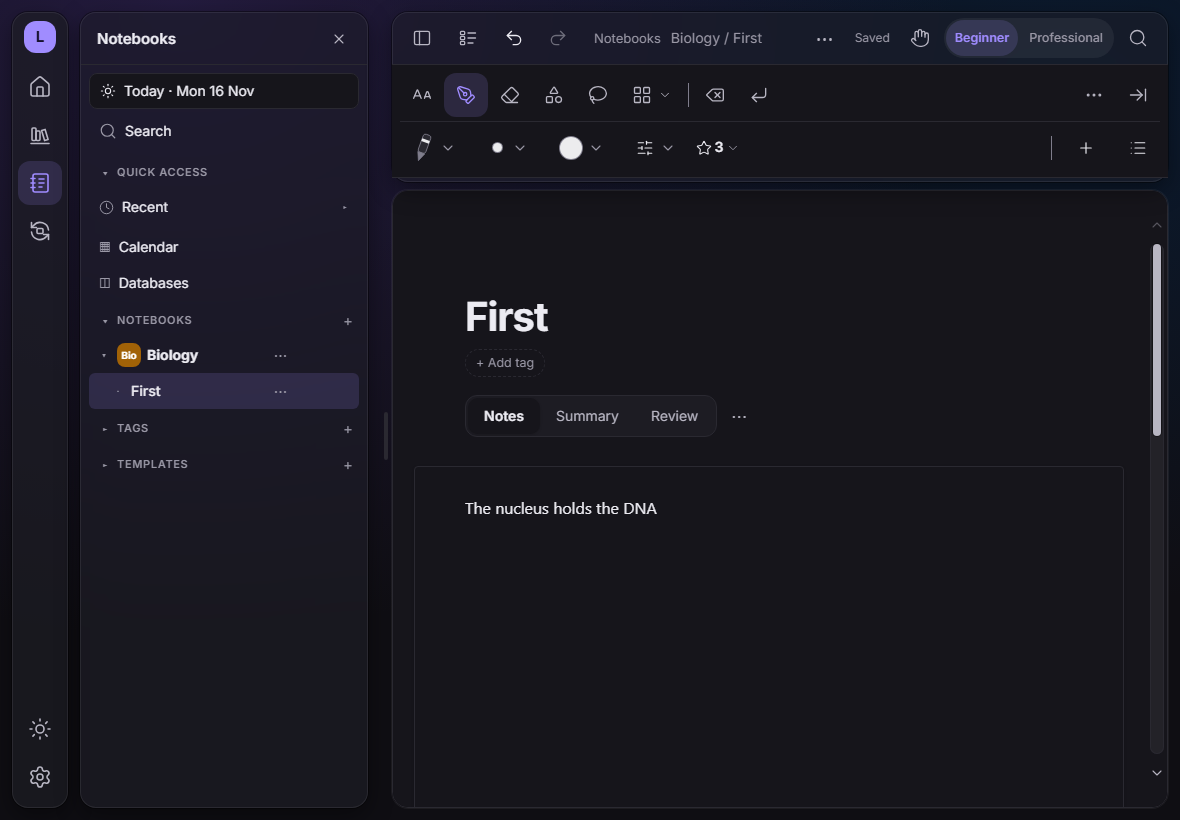 L
Notebooks
Today · Mon 16 Nov
Search
QUICK ACCESS
Recent
Calendar
Databases
NOTEBOOKS
Bio Biology
First
TAGS
TEMPLATES
Notebooks Biology / First
Saved
Beginner Professional
AA
3
First
+ Add tag
Notes Summary Review
The nucleus holds the DNA